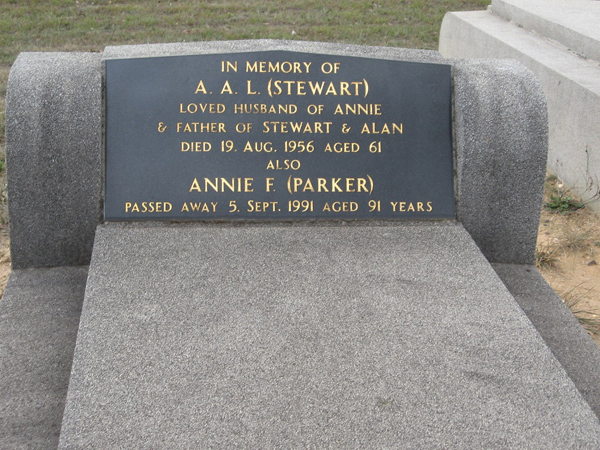 IN MEMORY OF
A. A. L. (STEWART)
LOVED HUSBAND OF ANNIE
& FATHER OF STEWART & ALAN
DIED 19. AUG. 1956 AGED 61
ALSO
ANNIE F. (PARKER)
PASSED AWAY 5. SEPT. 1991 AGED 91 YEARS